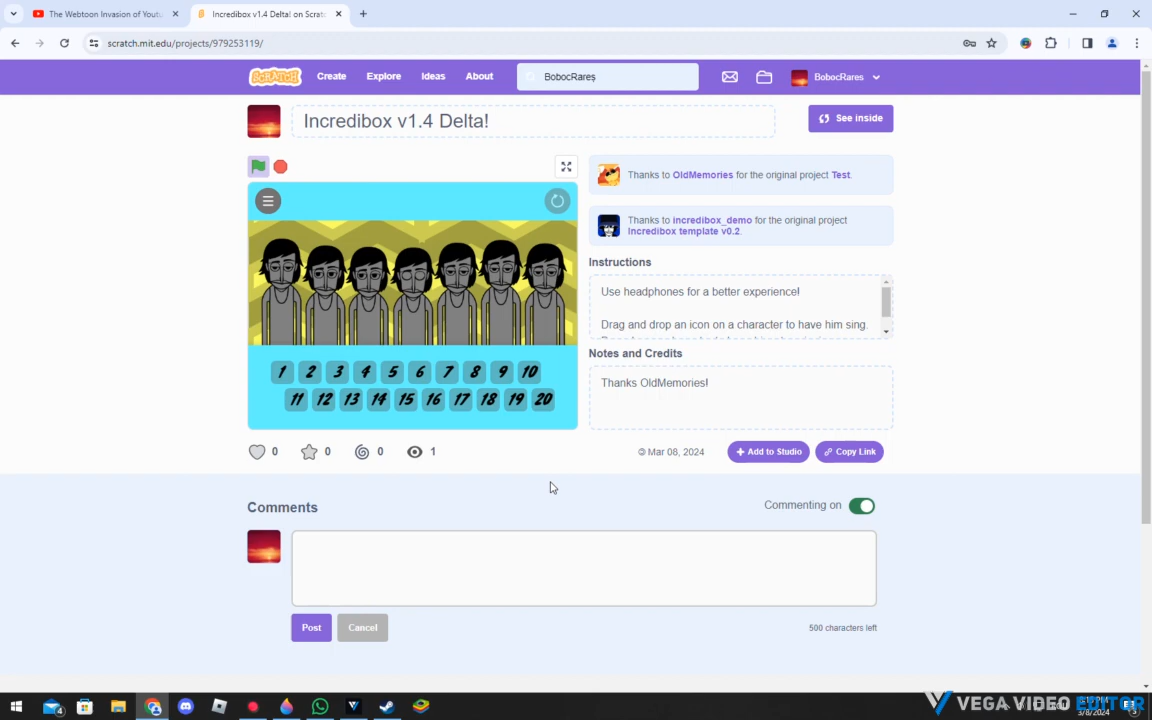 The Webtoon Invasion of Youtu
Incredibox v1.4 Delta! on Scratc
scratch.mit.edu/projects/979253119/
SCRATCH
Create
Explore
Ideas
About
BobocRareș
BobocRares
Incredibox v1.4 Delta!
See inside
Thanks to OldMemories for the original project Test.
Thanks to incredibox_demo for the original project
Incredibox template v0.2.
Instructions
Use headphones for a better experience!
Drag and drop an icon on a character to have him sing.
1 2 3 4 5 6 7 8 9 10
11 12 13 14 15 16 17 18 19 20
Notes and Credits
Thanks OldMemories!
0 0 0 1
© Mar 08, 2024
Add to Studio
Copy Link
Comments
Commenting on
Post
Cancel
500 characters left
VEGA VIDEO EDITOR
3/8/2024